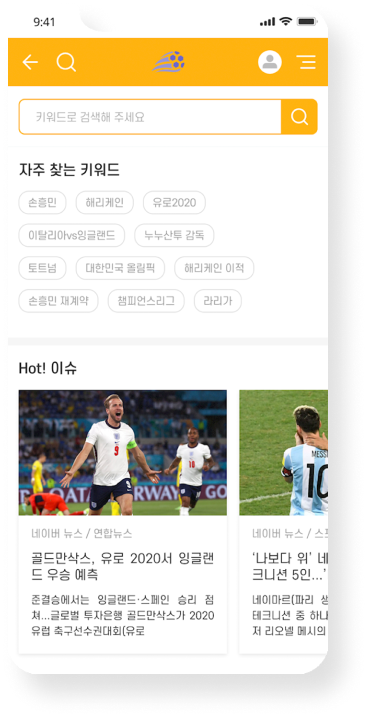 9:41
키워드로 검색해 주세요
자주 찾는 키워드
손흥민 해리케인 유로2020
이탈리아vs잉글랜드 누누산투 감독
토트넘 대한민국 올림픽 해리케인 이적
손흥민 재계약 챔피언스리그 라리가
Hot! 이슈
9
10
DATA
RWAY
GO
MESSI
10
네이버 뉴스 / 연합뉴스
골드만삭스, 유로 2020서 잉글랜
드 우승 예측
준결승에서는 잉글랜드·스페인 승리 점
쳐...글로벌 투자은행 골드만삭스가 2020
유럽 축구선수권대회(유로
네이버 뉴스 / 스
‘나보다 위’ 네
크니션 5인...’
네이마르(파리 생
테크니션 중 하나
저 리오넬 메시의